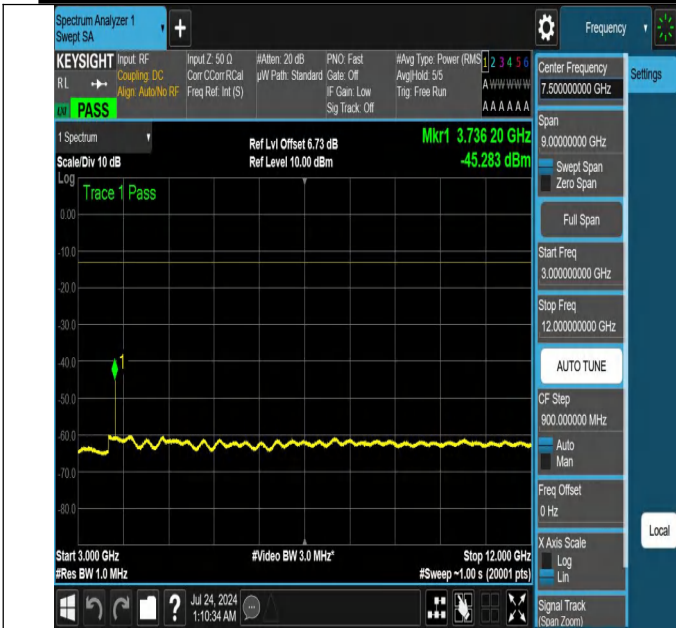 Spectrum Analyzer 1
Swept SA
+
Frequency
KEYSIGHT
RL
PASS
Input: RF
Coupling: DC
Align: Auto/No RF
Input Z: 50 Ω
Corr CCorr RCal
Freq Ref: Int (S)
#Atten: 20 dB
µW Path: Standard
PNO: Fast
Gate: Off
IF Gain: Low
Sig Track: Off
#Avg Type: Power (RMS
Avg|Hold: 5/5
Trig: Free Run
1 2 3 4 5 6
A W W W W W
A A A A A A
1 Spectrum
Scale/Div 10 dB
Ref Lvl Offset 6.73 dB
Ref Level 10.00 dBm
Mkr1 3.736 20 GHz
-45.283 dBm
Log
Trace 1 Pass
0.00
-10.0
-20.0
-30.0
-40.0
-50.0
-60.0
-70.0
-80.0
1
Start 3.000 GHz
#Res BW 1.0 MHz
#Video BW 3.0 MHz*
Stop 12.000 GHz
#Sweep ~1.00 s (20001 pts)
Center Frequency
7.500000000 GHz
Settings
Span
9.00000000 GHz
Swept Span
Zero Span
Full Span
Start Freq
3.000000000 GHz
Stop Freq
12.000000000 GHz
AUTO TUNE
CF Step
900.000000 MHz
Auto
Man
Freq Offset
0 Hz
X Axis Scale
Log
Lin
Local
Signal Track
(Span Zoom)
?
Jul 24, 2024
1:10:34 AM